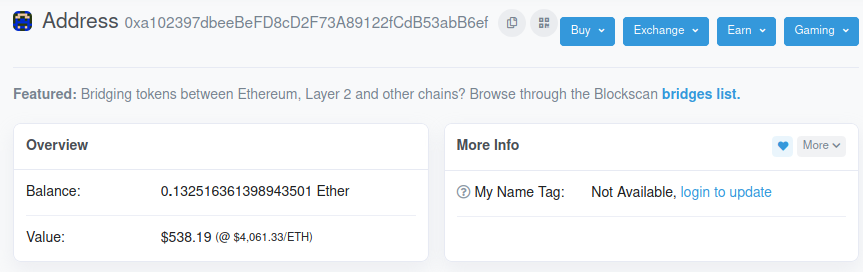 Address 0xa102397dbeeBeFD8cD2F73A89122fCdB53abB6ef
Buy Exchange Earn Gaming
Featured: Bridging tokens between Ethereum, Layer 2 and other chains? Browse through the Blockscan bridges list.
Overview
Balance: 0.132516361398943501 Ether
Value: $538.19 (@ $4,061.33/ETH)
More Info
More
My Name Tag: Not Available, login to update